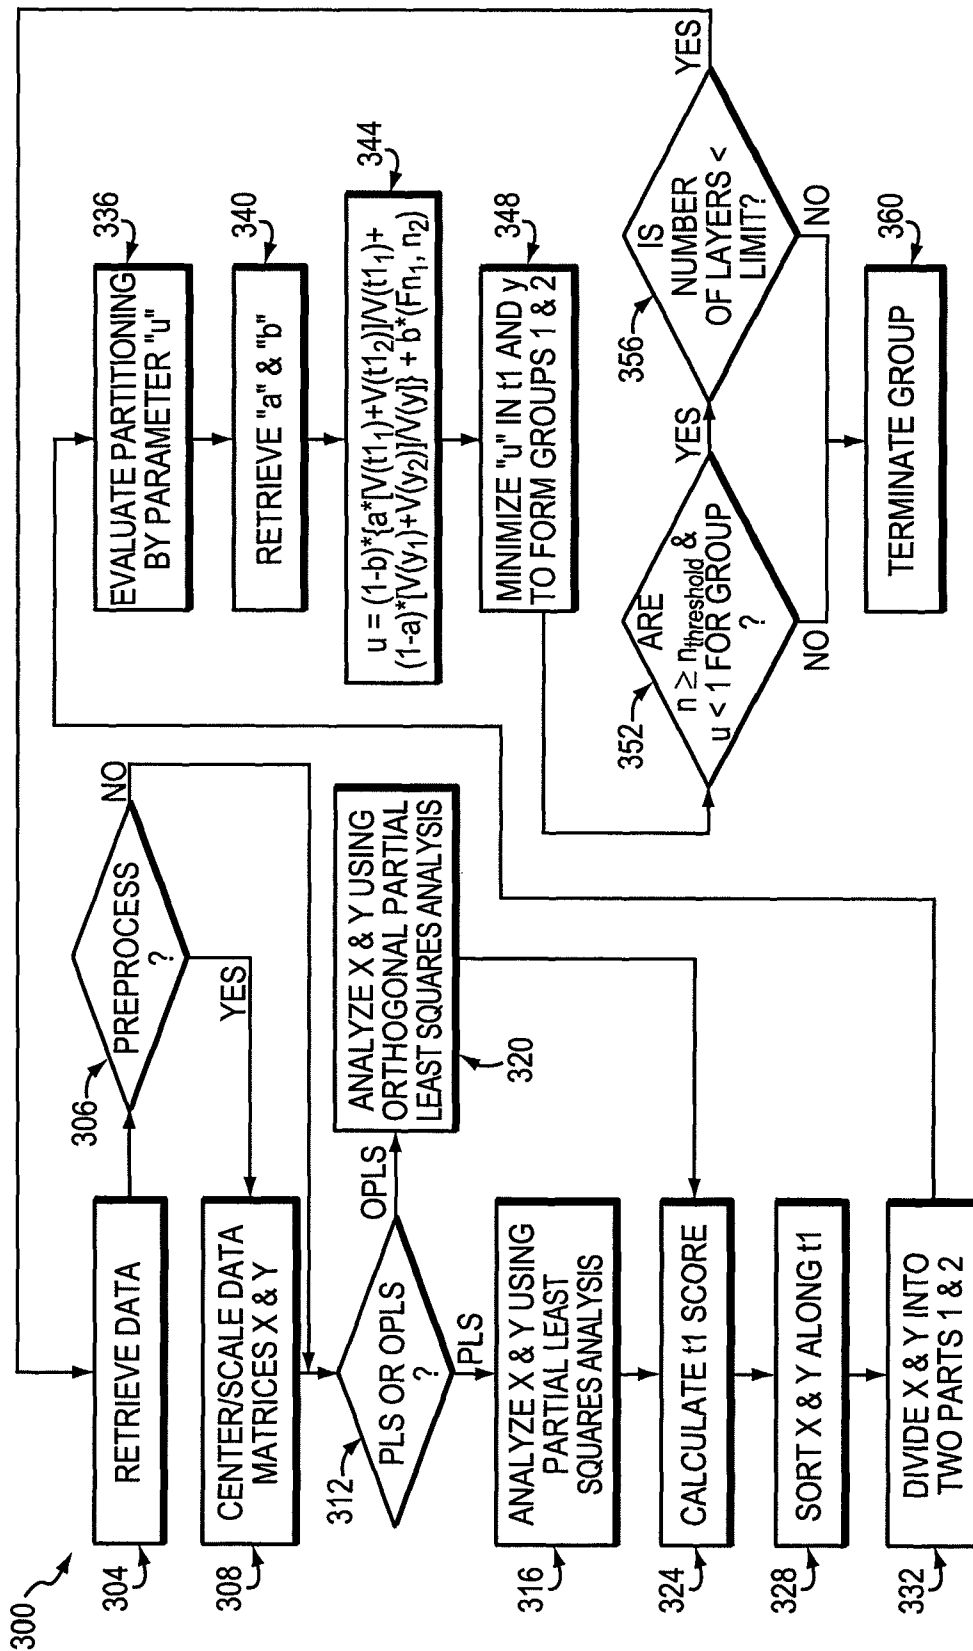 300
304
RETRIEVE DATA
306
PREPROCESS
?
NO
YES
308
CENTER/SCALE DATA
MATRICES X & Y
312
PLS OR OPLS
?
OPLS
PLS
ANALYZE X & Y USING
ORTHOGONAL PARTIAL
LEAST SQUARES ANALYSIS
320
316
ANALYZE X & Y USING
PARTIAL LEAST
SQUARES ANALYSIS
324
CALCULATE t1 SCORE
328
SORT X & Y ALONG t1
332
DIVIDE X & Y INTO
TWO PARTS 1 & 2
336
EVALUATE PARTITIONING
BY PARAMETER "u"
340
RETRIEVE "a" & "b"
344
u = (1-b)*{a*[V(t1₁)+V(t1₂)]/V(t1₁)+
(1-a)*[V(y₁)+V(y₂)]/V(y]} + b*(Fn₁, n₂)
348
MINIMIZE "u" IN t1 AND y
TO FORM GROUPS 1 & 2
352
ARE
n ≥ nthreshold &
u < 1 FOR GROUP
?
YES
NO
356
IS
NUMBER
OF LAYERS <
LIMIT?
YES
NO
360
TERMINATE GROUP